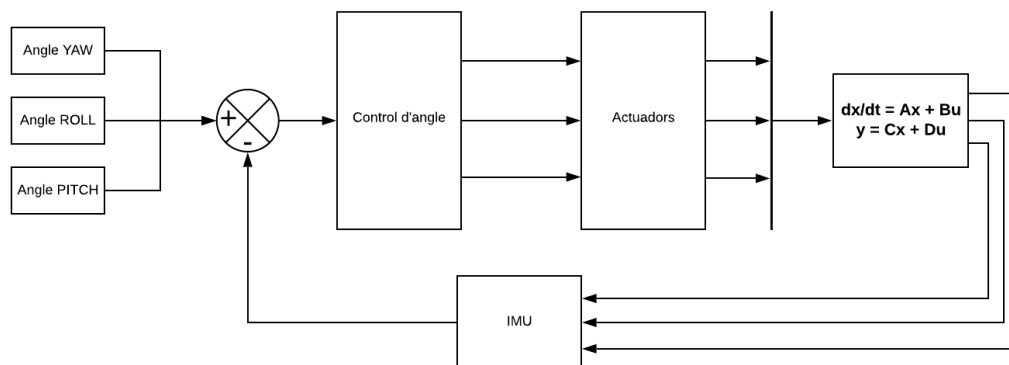 Angle YAW
Angle ROLL
Angle PITCH
+
-
Control d'angle
Actuadors
dx/dt = Ax + Bu
y = Cx + Du
IMU